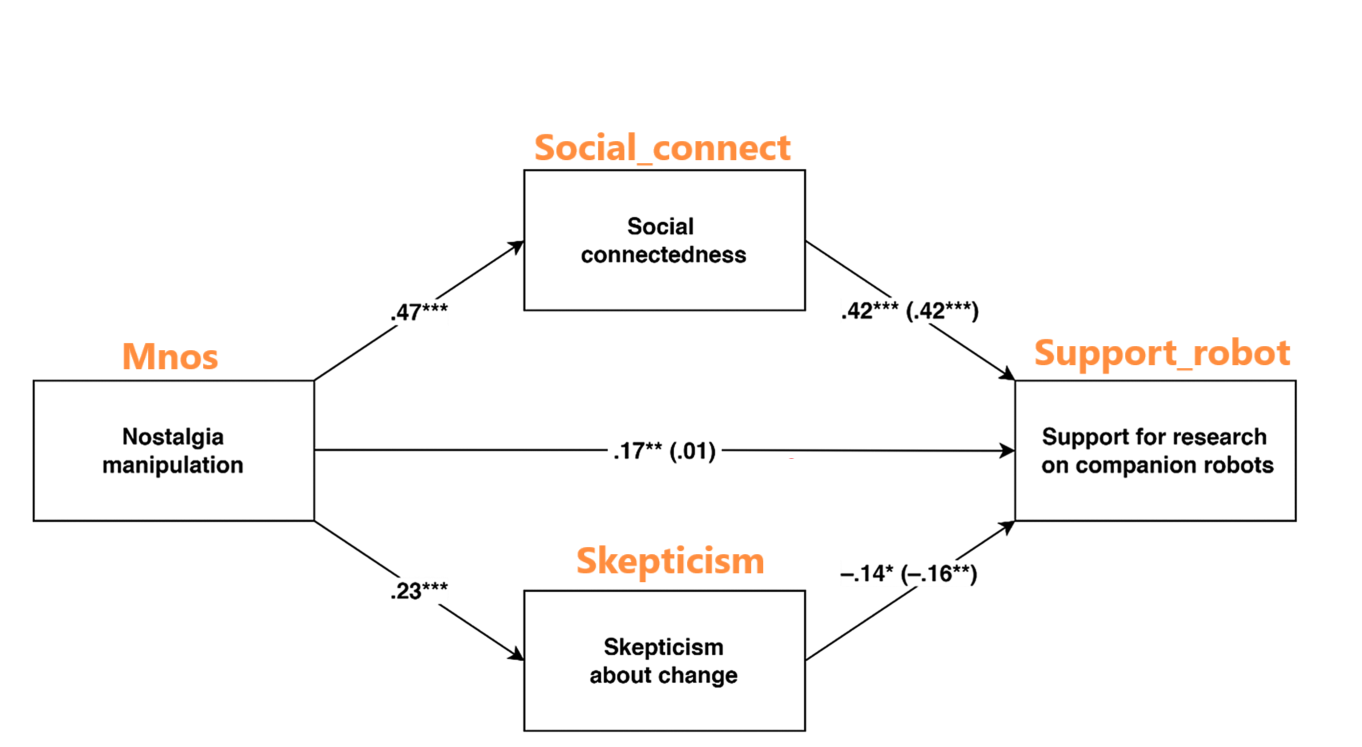 Social_connect
Social
connectedness
.47***
.42*** (.42***)
Mnos
Support_robot
Nostalgia
manipulation
.17** (.01)
Support for research
on companion robots
Skepticism
.23***
–.14* (–.16**)
Skepticism
about change